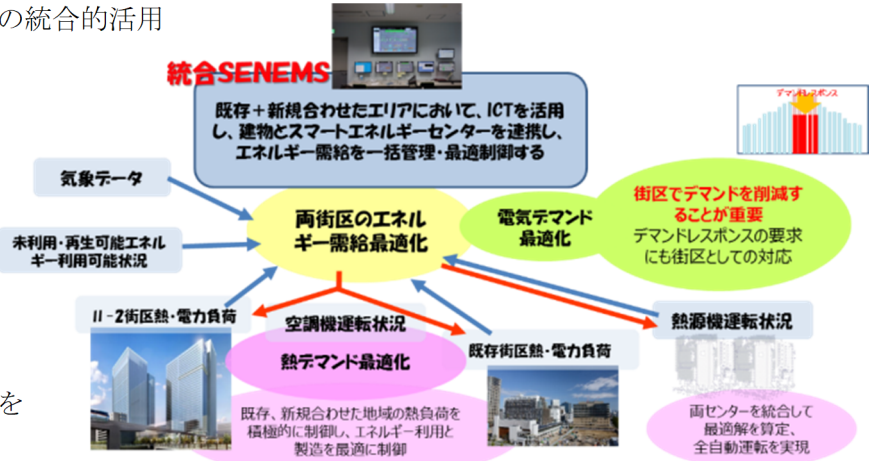 の統合的活用
統合SENEMS
既存+新規合わせたエリアにおいて、ICTを活用
し、建物とスマートエネルギーセンターを連携し、
エネルギー需給を一括管理・最適制御する
デマンドレスポンス
気象データ
未利用・再生可能エネル
ギー利用可能状況
両街区のエネル
ギー需給最適化
電気デマンド
最適化
街区でデマンドを削減す
ることが重要
デマンドレスポンスの要求
にも街区としての対応
II-2街区熱・電力負荷
空調機運転状況
熱デマンド最適化
既存街区熱・電力負荷
熱源機運転状況
既存、新規合わせた地域の熱負荷を
積極的に制御し、エネルギー利用と
製造を最適に制御
両センターを統合して
最適解を算定、
全自動運転を実現
を